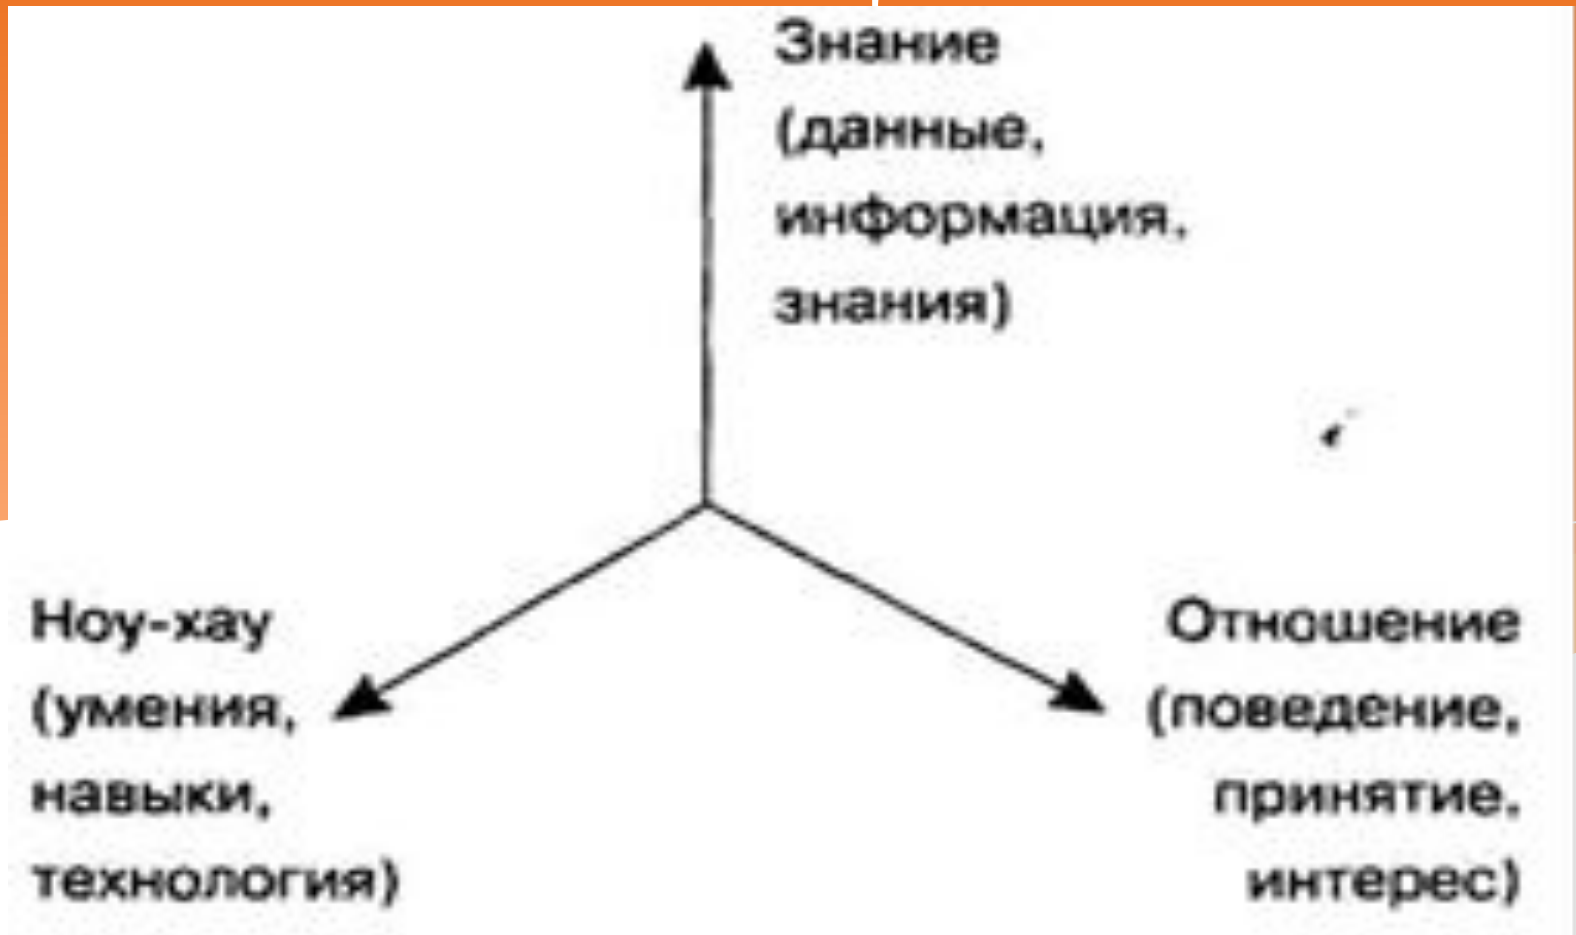 Знание
(данные,
информация,
знания)
Ноу-хау
(умения,
навыки,
технология)
Отношение
(поведение,
принятие,
интерес)